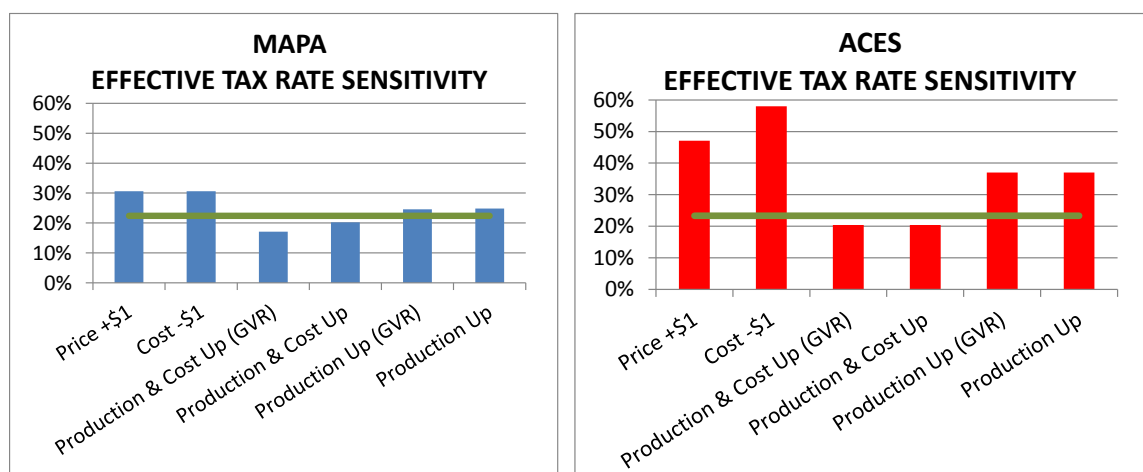 MAPA
EFFECTIVE TAX RATE SENSITIVITY
60%
50%
40%
30%
20%
10%
0%
Price +$1
Cost -$1
Production & Cost Up (GVR)
Production & Cost Up
Production Up (GVR)
Production Up
ACES
EFFECTIVE TAX RATE SENSITIVITY
60%
50%
40%
30%
20%
10%
0%
Price +$1
Cost -$1
Production & Cost Up (GVR)
Production & Cost Up
Production Up (GVR)
Production Up